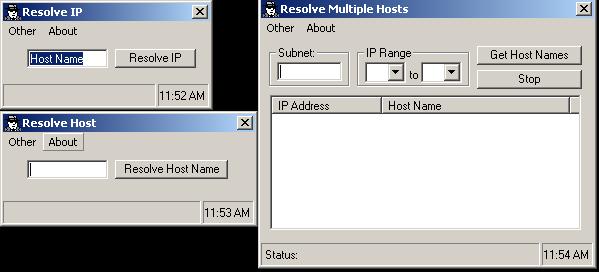 Resolve IP
Other About
Host Name Resolve IP
11:52 AM
Resolve Host
Other About
Resolve Host Name
11:53 AM
Resolve Multiple Hosts
Other About
Subnet: IP Range Get Host Names
to Stop
IP Address Host Name
Status: 11:54 AM